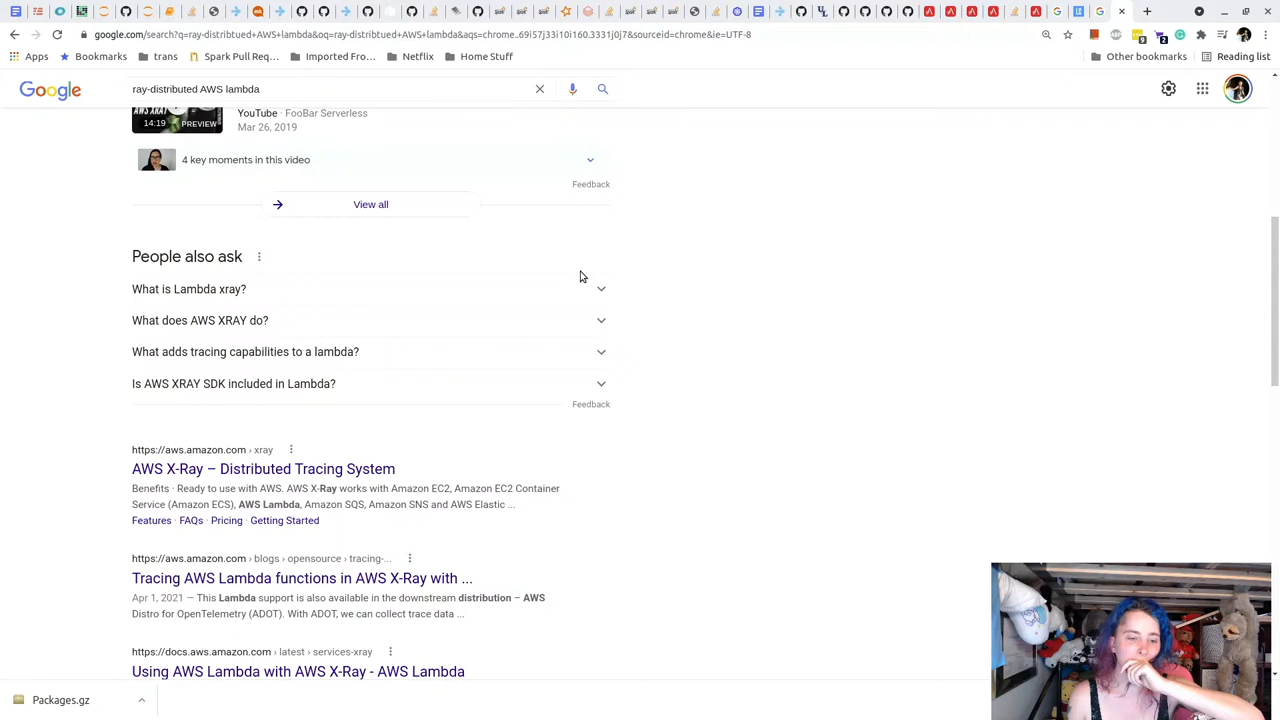 google.com/search?q=ray-distribtued+AWS+lambda&oq=ray-distribtued+AWS+lambda&aqs=chrome..69i57j33i10i160.3331j0j7&sourceid=chrome&ie=UTF-8
9
2
Apps
Bookmarks
trans
Spark Pull Req...
Imported Fro...
Netflix
Home Stuff
Other bookmarks
Reading list
Google
ray-distributed AWS lambda
14:19
PREVIEW
YouTube · FooBar Serverless
Mar 26, 2019
4 key moments in this video
Feedback
View all
People also ask
What is Lambda xray?
What does AWS XRAY do?
What adds tracing capabilities to a lambda?
Is AWS XRAY SDK included in Lambda?
Feedback
https://aws.amazon.com › xray
AWS X-Ray – Distributed Tracing System
Benefits · Ready to use with AWS. AWS X-Ray works with Amazon EC2, Amazon EC2 Container
Service (Amazon ECS), AWS Lambda, Amazon SQS, Amazon SNS and AWS Elastic ...
Features · FAQs · Pricing · Getting Started
https://aws.amazon.com › blogs › opensource › tracing-...
Tracing AWS Lambda functions in AWS X-Ray with ...
Apr 1, 2021 — This Lambda support is also available in the downstream distribution – AWS
Distro for OpenTelemetry (ADOT). With ADOT, we can collect trace data ...
https://docs.aws.amazon.com › latest › services-xray
Using AWS Lambda with AWS X-Ray - AWS Lambda
Packages.gz